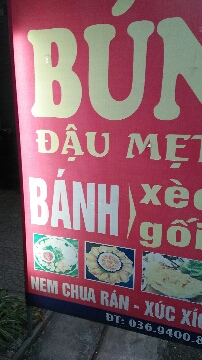 BÚN
ĐẬU MẸT
BÁNH xèo
gối
NEM CHUA RÁN - XÚC XÍC
ĐT: 036.9400.8